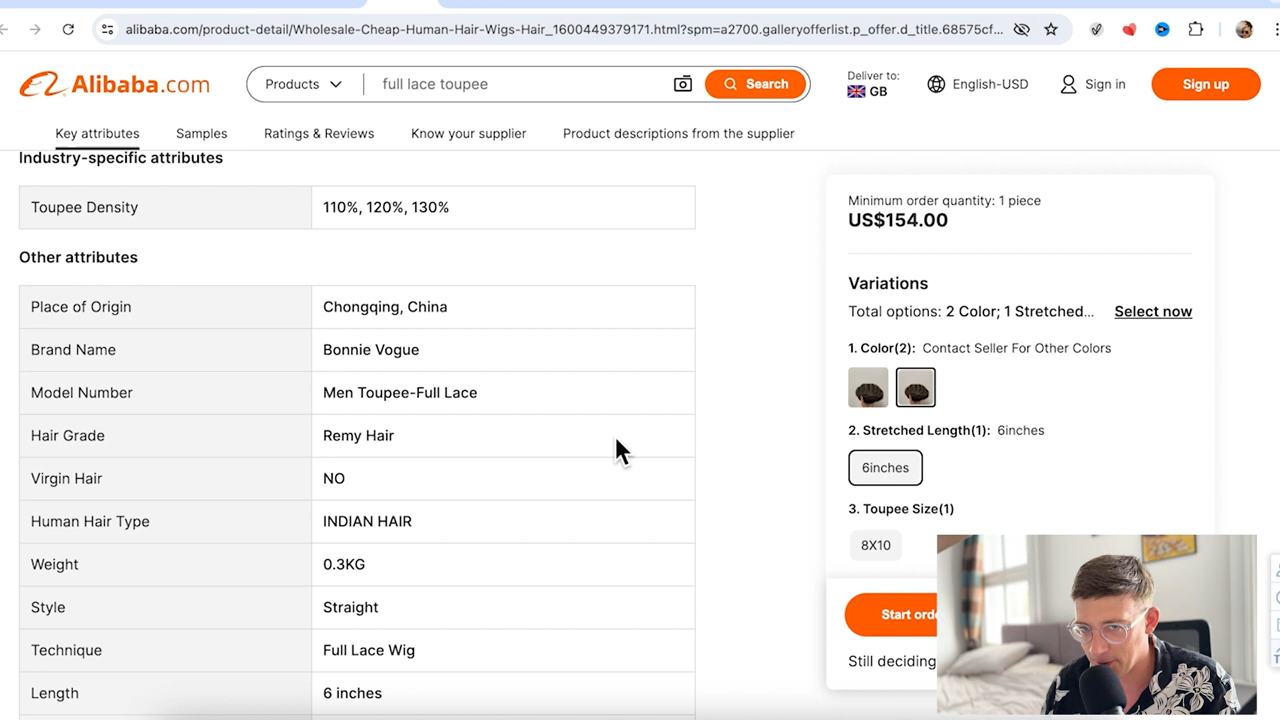 alibaba.com/product-detail/Wholesale-Cheap-Human-Hair-Wigs-Hair_1600449379171.html?spm=a2700.galleryofferlist.p_offer.d_title.68575cf...
Alibaba.com
Products
full lace toupee
Search
Deliver to:
GB
English-USD
Sign in
Sign up
Key attributes
Samples
Ratings & Reviews
Know your supplier
Product descriptions from the supplier
Industry-specific attributes
Toupee Density 110%, 120%, 130%
Other attributes
Place of Origin Chongqing, China
Brand Name Bonnie Vogue
Model Number Men Toupee-Full Lace
Hair Grade Remy Hair
Virgin Hair NO
Human Hair Type INDIAN HAIR
Weight 0.3KG
Style Straight
Technique Full Lace Wig
Length 6 inches
Minimum order quantity: 1 piece
US$154.00
Variations
Total options: 2 Color; 1 Stretched... Select now
1. Color(2): Contact Seller For Other Colors
2. Stretched Length(1): 6inches
6inches
3. Toupee Size(1)
8X10
Start orde
Still deciding